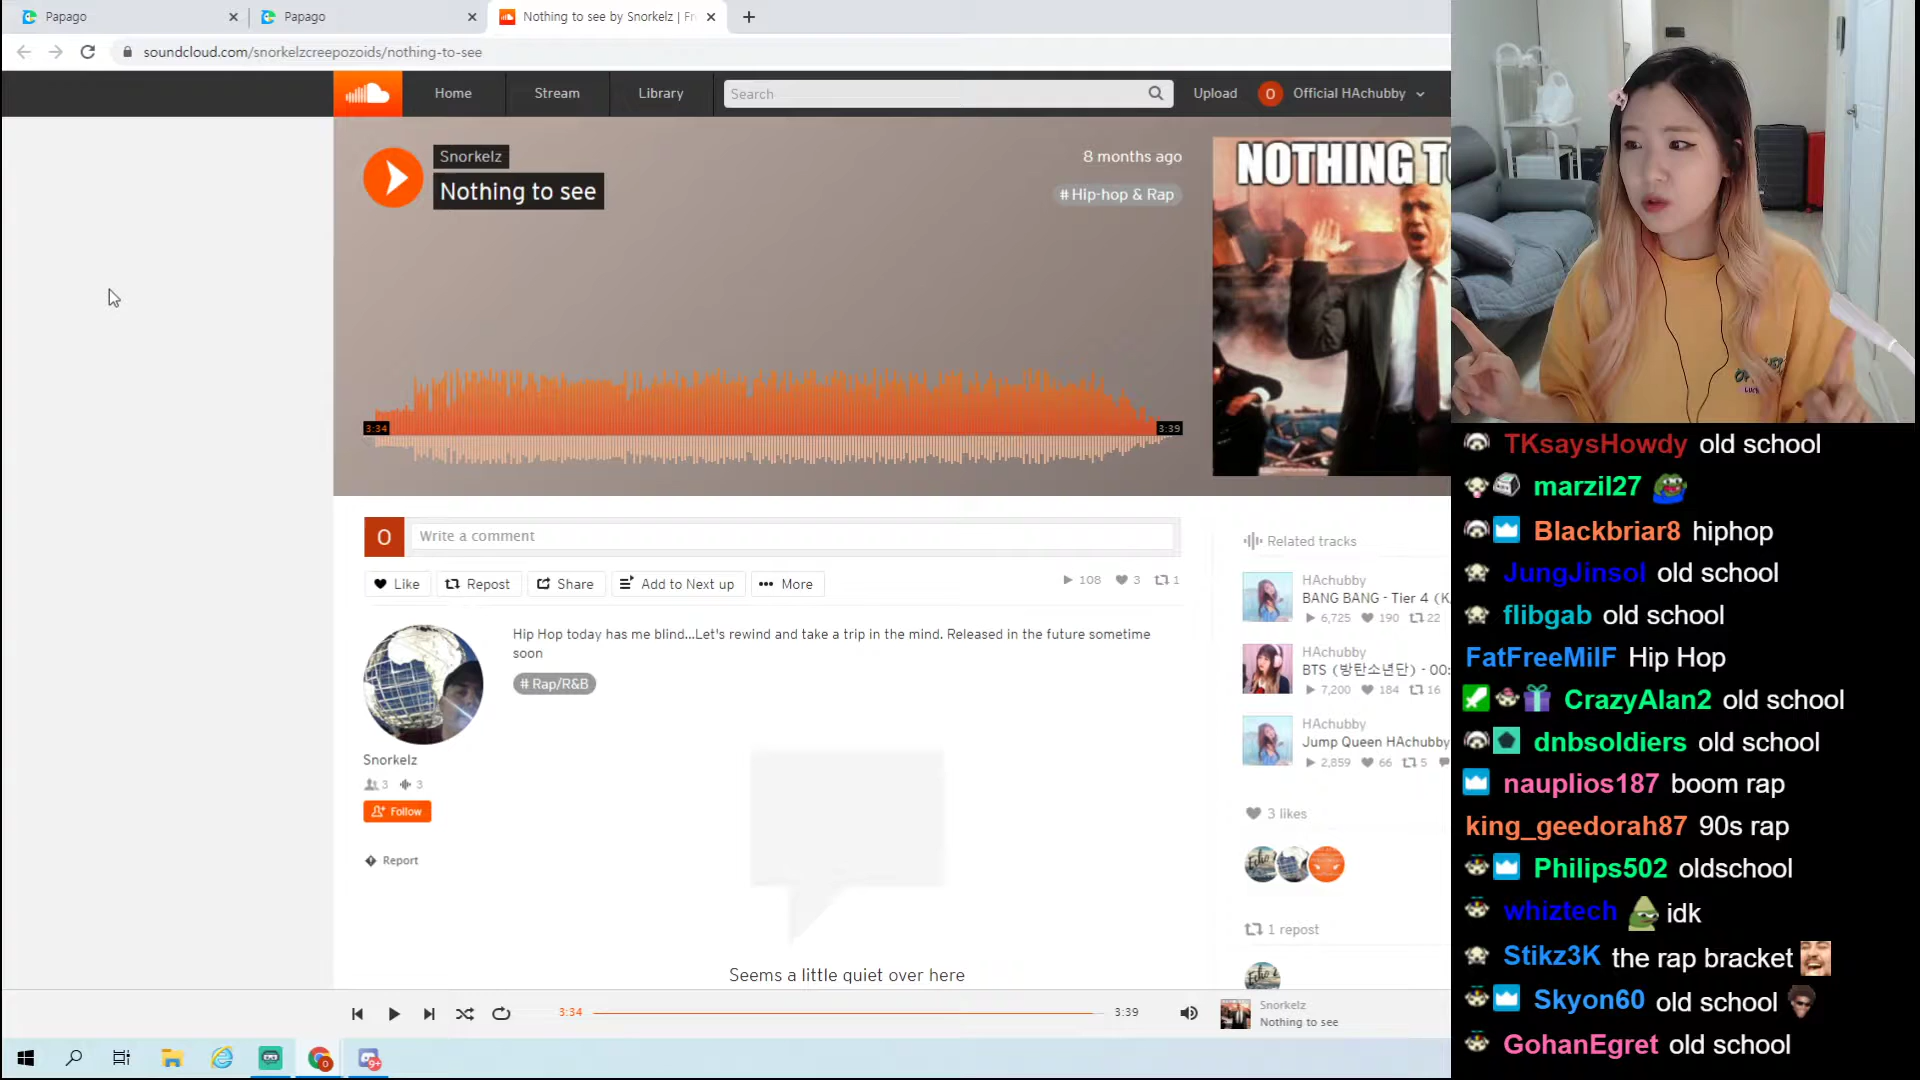 Papago
Papago
Nothing to see by Snorkelz | Fr
soundcloud.com/snorkelzcreepozoids/nothing-to-see
Home
Stream
Library
Search
Upload
O
Official HAchubby
Snorkelz
Nothing to see
8 months ago
# Hip-hop & Rap
NOTHING T
3:34
3:39
O
Write a comment
Like
Repost
Share
Add to Next up
More
108
3
1
Hip Hop today has me blind...Let's rewind and take a trip in the mind. Released in the future sometime
soon
# Rap/R&B
Snorkelz
3
3
Follow
Report
Seems a little quiet over here
Related tracks
HAchubby
BANG BANG - Tier 4 (K
6,725
190
22
HAchubby
BTS (방탄소년단) - 00:
7,200
184
16
HAchubby
Jump Queen HAchubby
2,859
66
5
3 likes
1 repost
3:34
3:39
Snorkelz
Nothing to see
TKsaysHowdy old school
marzil27
Blackbriar8 hiphop
JungJinsol old school
flibgab old school
FatFreeMilF Hip Hop
CrazyAlan2 old school
dnbsoldiers old school
nauplios187 boom rap
king_geedorah87 90s rap
Philips502 oldschool
whiztech idk
Stikz3K the rap bracket
Skyon60 old school
GohanEgret old school